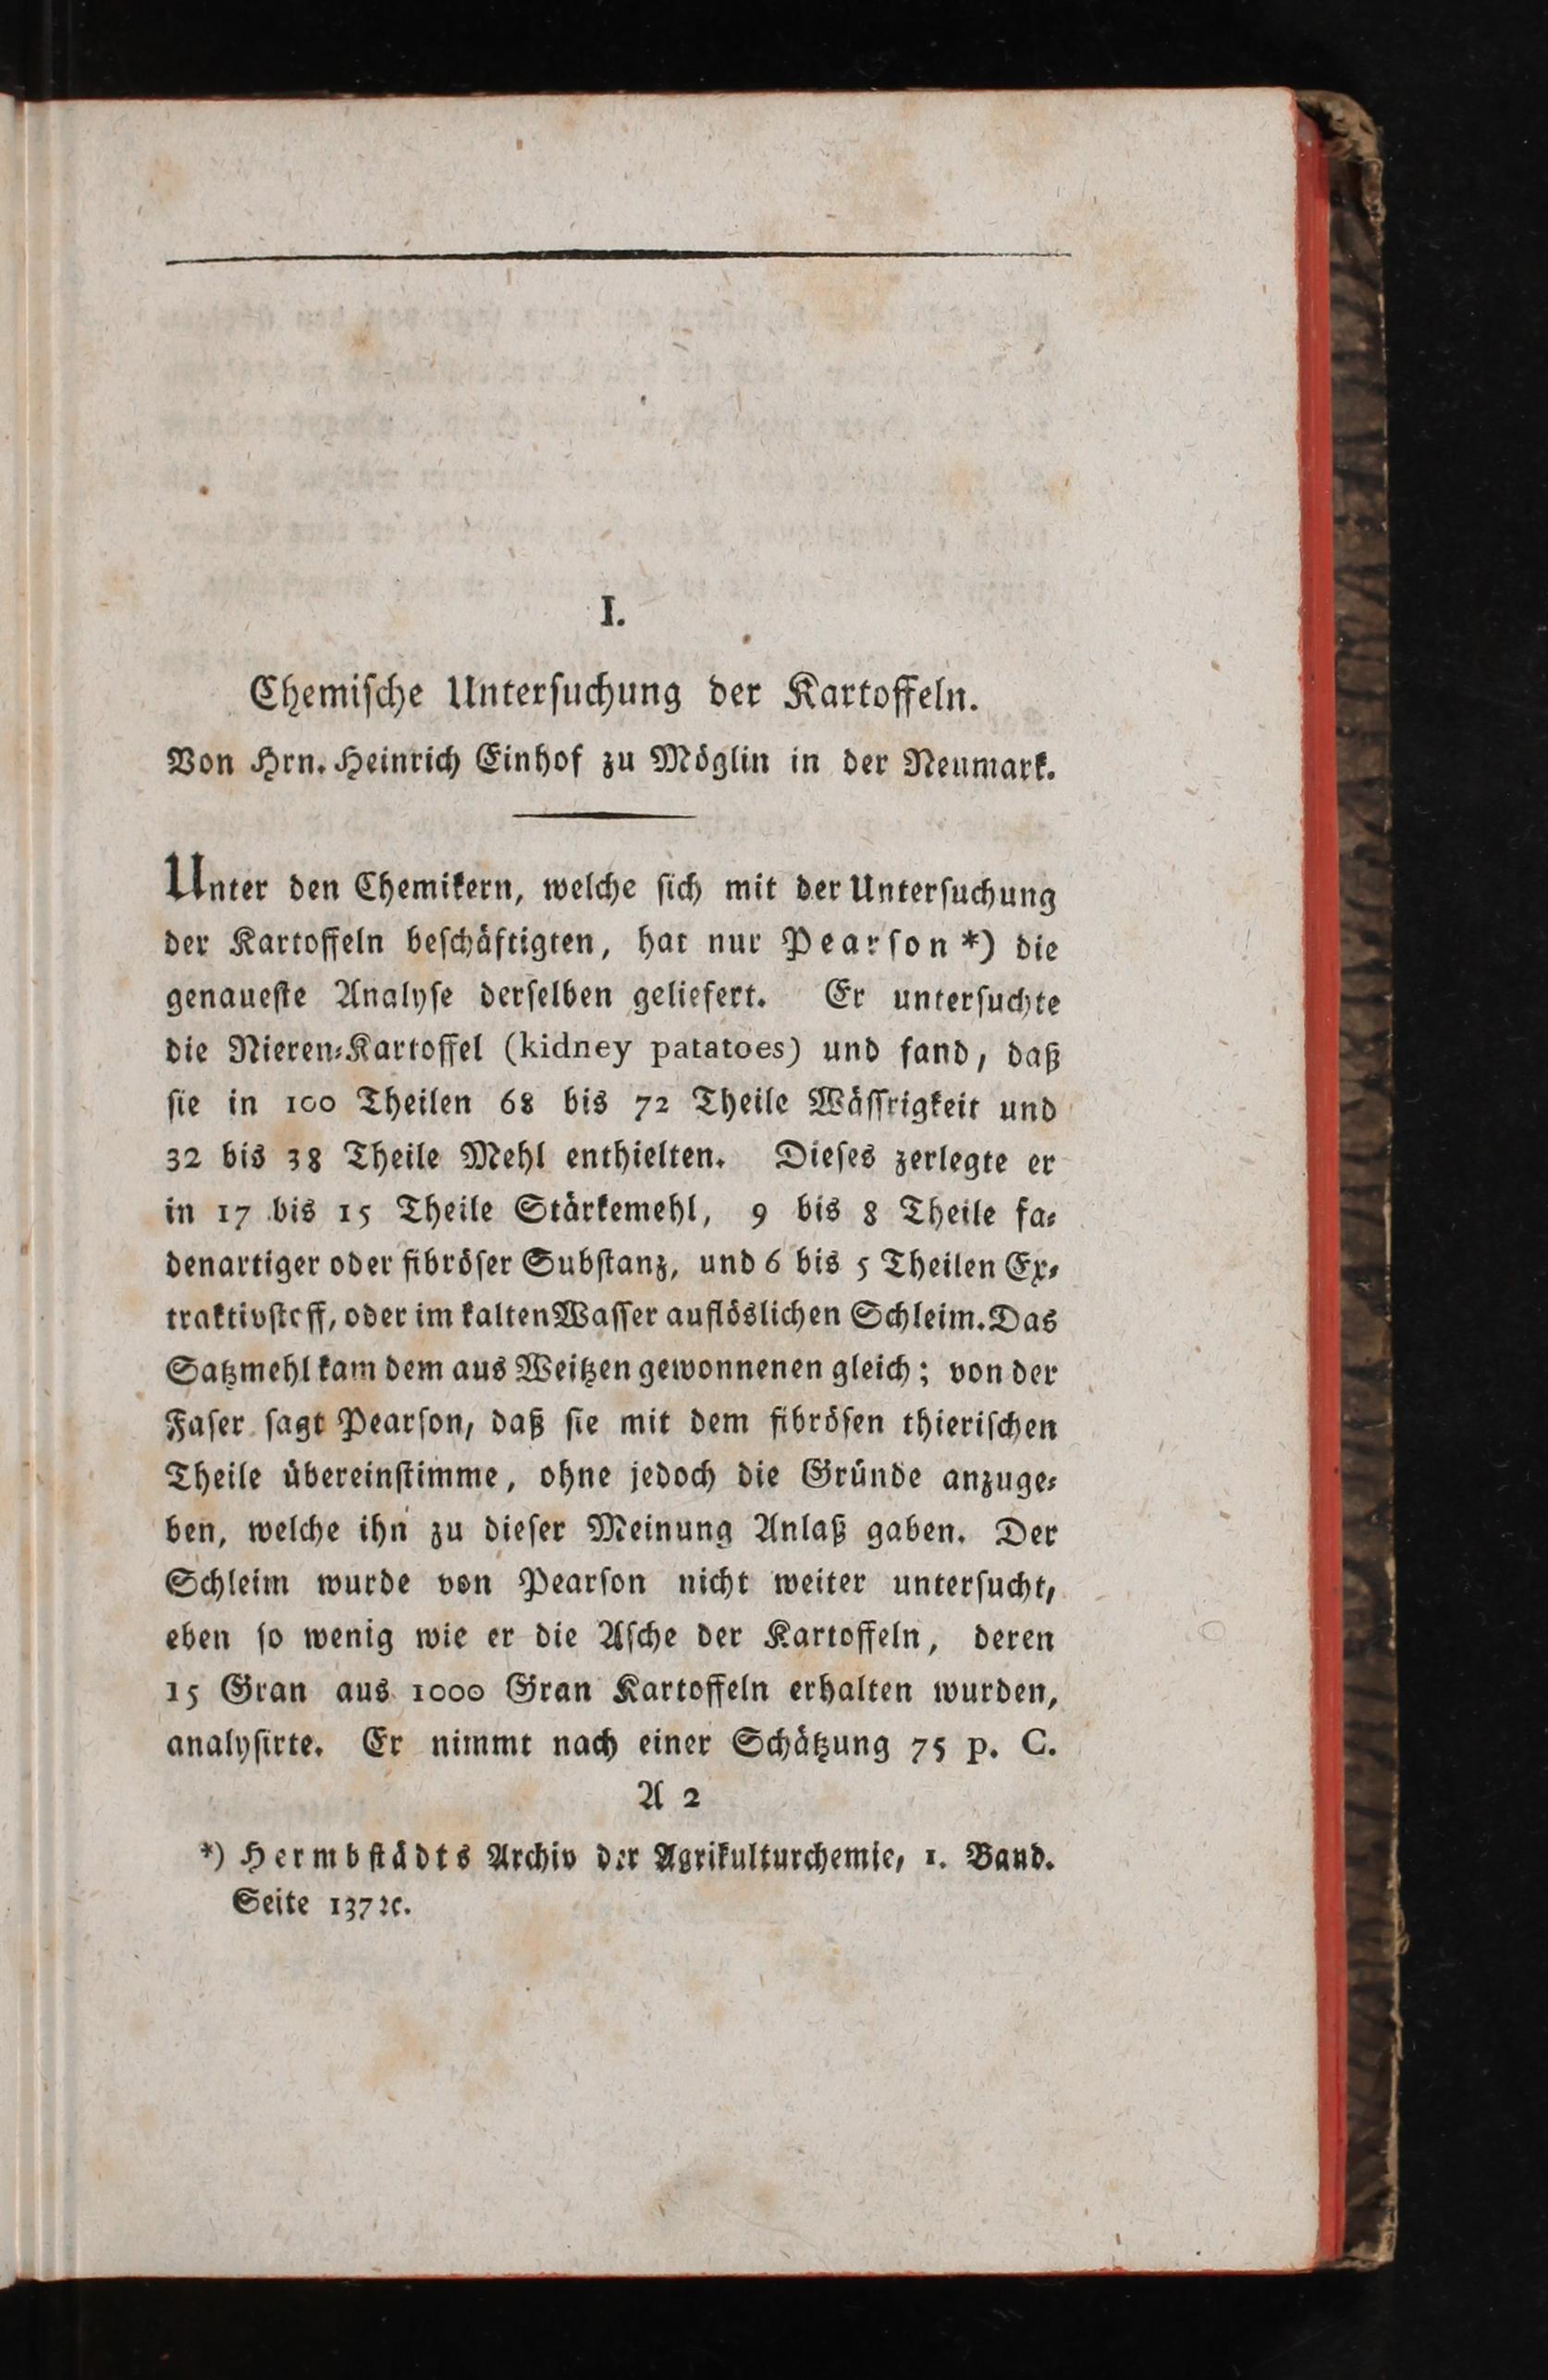 I.
Chemiſche Unterſuchung der Kartoffeln.
Von Hrn. Heinrich Einhof zu Möglin in der Neumark.
Unter den Chemikern, welche ſich mit der Unterſuchung
der Kartoffeln beſchäftigten, hat nur Pearſon *) die
genaueſte Analyſe derſelben geliefert. Er unterſuchte
die Nieren⸗Kartoffel (kidney patatoes) und fand, daß
ſie in 100 Theilen 68 bis 72 Theile Wäſſrigkeit und
32 bis 38 Theile Mehl enthielten. Dieſes zerlegte er
in 17 bis 15 Theile Stärkemehl, 9 bis 8 Theile fa⸗
denartiger oder fibröſer Subſtanz, und 6 bis 5 Theilen Ex⸗
traktivſtoff, oder im kalten Waſſer auflöslichen Schleim. Das
Satzmehl kam dem aus Weitzen gewonnenen gleich; von der
Faſer ſagt Pearſon, daß ſie mit dem fibröſen thieriſchen
Theile übereinſtimme, ohne jedoch die Gründe anzuge⸗
ben, welche ihn zu dieſer Meinung Anlaß gaben. Der
Schleim wurde von Pearſon nicht weiter unterſucht,
eben ſo wenig wie er die Aſche der Kartoffeln, deren
15 Gran aus 1000 Gran Kartoffeln erhalten wurden,
analyſirte. Er nimmt nach einer Schätzung 75 p. C.
A 2
*) Hermbſtädts Archiv der Agrikulturchemie, 1. Band.
Seite 137 ꝛc.